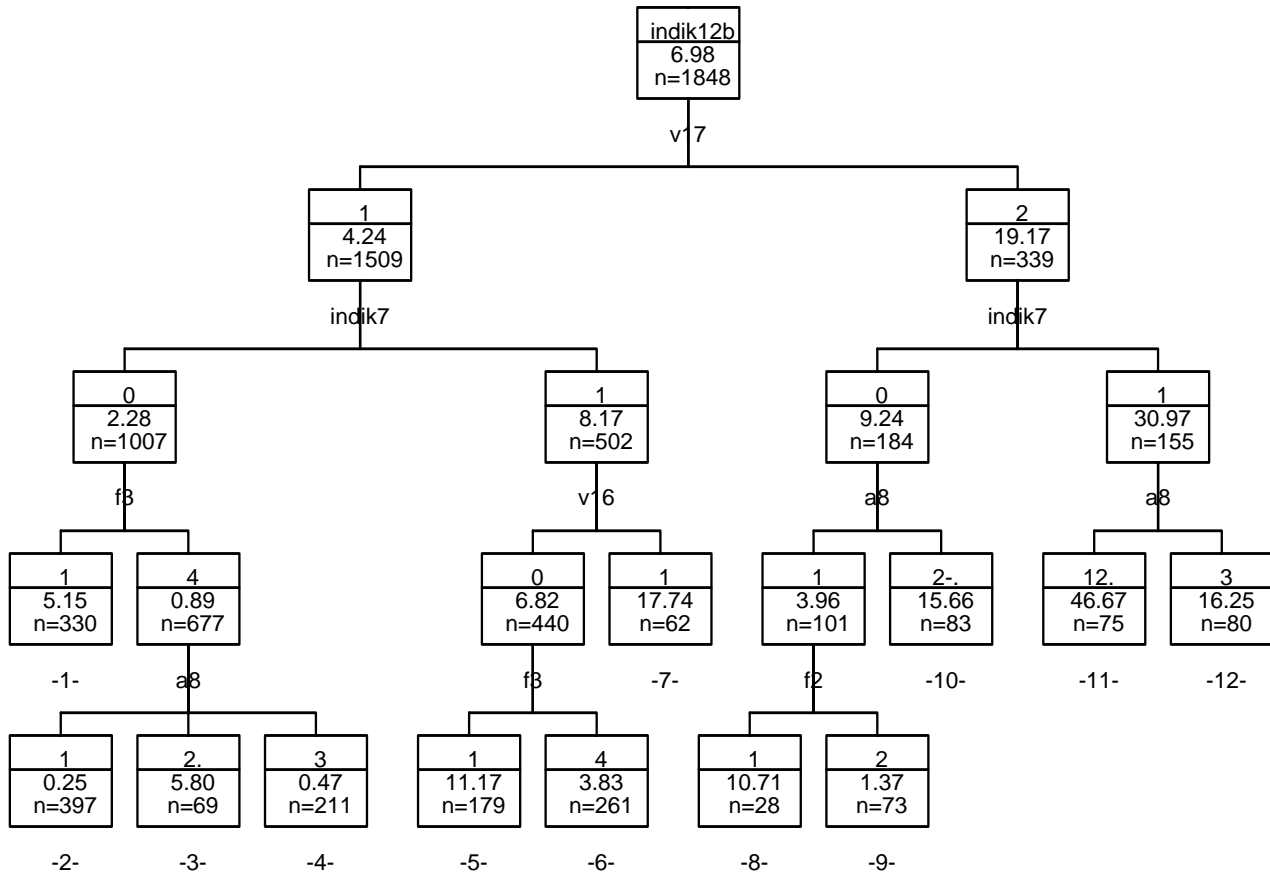 indik12b
6.98
n=1848
v17
1
4.24
n=1509
2
19.17
n=339
indik7
indik7
0
2.28
n=1007
1
8.17
n=502
0
9.24
n=184
1
30.97
n=155
f3
v16
a8
a8
1
5.15
n=330
4
0.89
n=677
0
6.82
n=440
1
17.74
n=62
1
3.96
n=101
2-.
15.66
n=83
12.
46.67
n=75
3
16.25
n=80
-1-
a8
f3
-7-
f2
-10-
-11-
-12-
1
0.25
n=397
2.
5.80
n=69
3
0.47
n=211
1
11.17
n=179
4
3.83
n=261
1
10.71
n=28
2
1.37
n=73
-2-
-3-
-4-
-5-
-6-
-8-
-9-